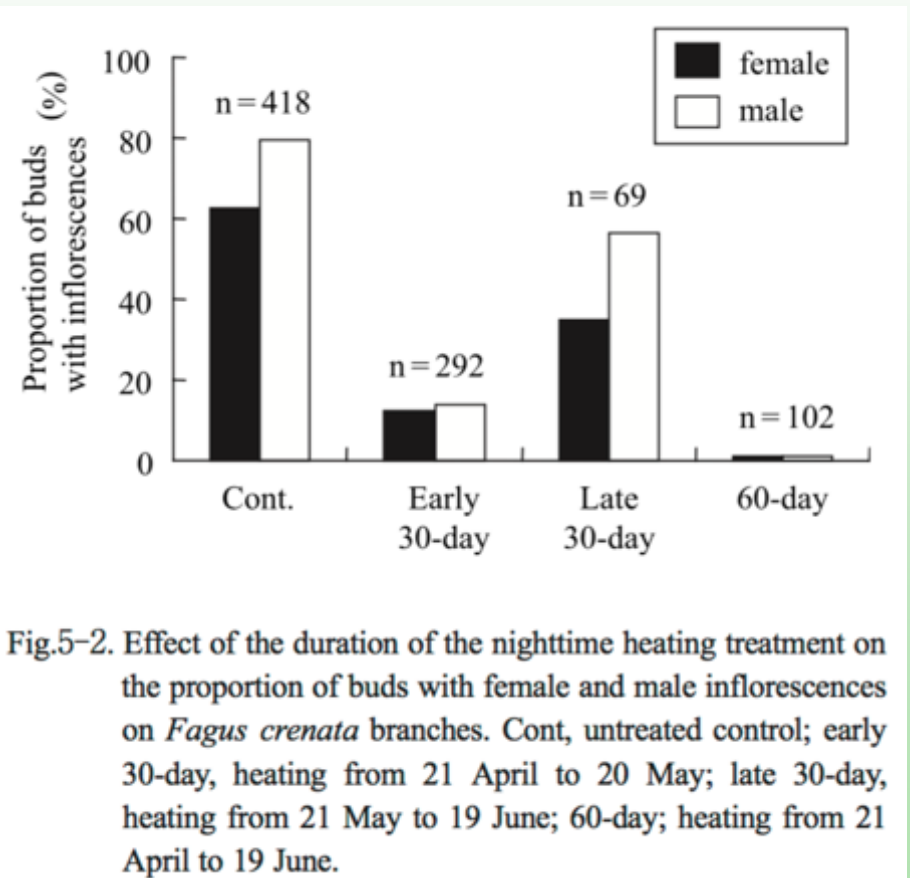 100
80
60
40
20
0
Proportion of buds (%)
with inflorescences
female
male
n=418
n=292
n=69
n=102
Cont.
Early
30-day
Late
30-day
60-day
Fig.5-2. Effect of the duration of the nighttime heating treatment on
the proportion of buds with female and male inflorescences
on Fagus crenata branches. Cont, untreated control; early
30-day, heating from 21 April to 20 May; late 30-day,
heating from 21 May to 19 June; 60-day; heating from 21
April to 19 June.